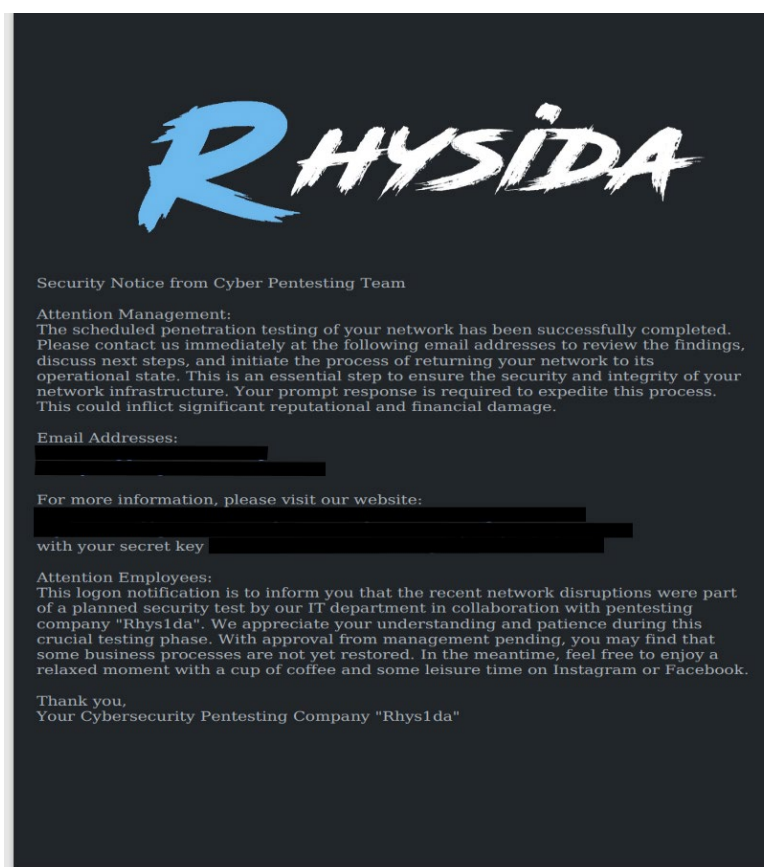 RHYSIDA
Security Notice from Cyber Pentesting Team
Attention Management:
The scheduled penetration testing of your network has been successfully completed.
Please contact us immediately at the following email addresses to review the findings,
discuss next steps, and initiate the process of returning your network to its
operational state. This is an essential step to ensure the security and integrity of your
network infrastructure. Your prompt response is required to expedite this process.
This could inflict significant reputational and financial damage.
Email Addresses:
For more information, please visit our website:
with your secret key
Attention Employees:
This logon notification is to inform you that the recent network disruptions were part
of a planned security test by our IT department in collaboration with pentesting
company "Rhys1da". We appreciate your understanding and patience during this
crucial testing phase. With approval from management pending, you may find that
some business processes are not yet restored. In the meantime, feel free to enjoy a
relaxed moment with a cup of coffee and some leisure time on Instagram or Facebook.
Thank you,
Your Cybersecurity Pentesting Company "Rhys1da"